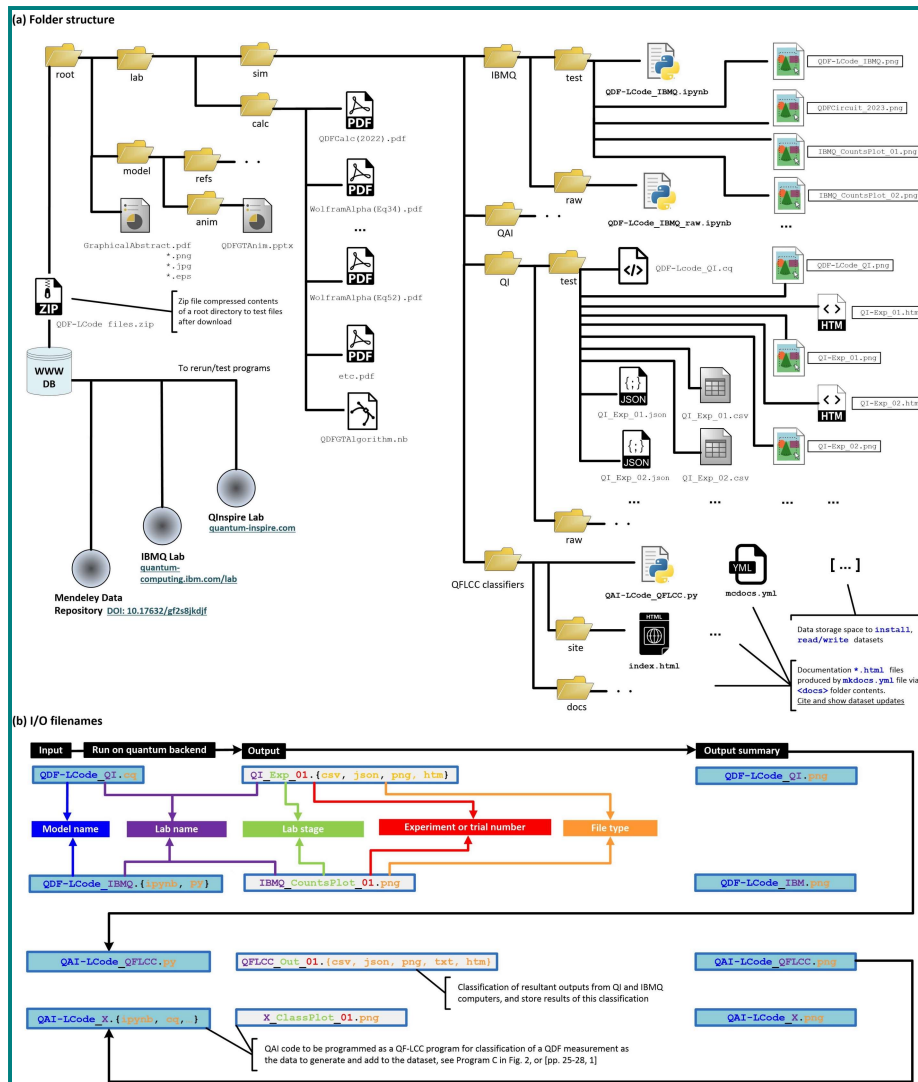 (a) Folder structure
root
lab
sim
IBMQ
test
QDF-LCode_IBMQ.ipynb
QDF-LCode_IBMQ.png
QDFCircuit_2023.png
IBMQ_CountsPlot_01.png
IBMQ_CountsPlot_02.png
...
raw
QDF-LCode_IBMQ_raw.ipynb
calc
PDF
QDFCalc(2022).pdf
PDF
WolframAlpha(Eq34).pdf
...
PDF
WolframAlpha(Eq52).pdf
PDF
etc.pdf
QDFGTAlgorithm.nb
model
refs
. . .
anim
GraphicalAbstract.pdf
*.png
*.jpg
*.eps
QDFGTAnim.pptx
ZIP
QDF-LCode files.zip
Zip file compressed contents
of a root directory to test files
after download
WWW
DB
To rerun/test programs
QInspire Lab
quantum-inspire.com
IBMQ Lab
quantum-
computing.ibm.com/lab
Mendeley Data
Repository DOI: 10.17632/gf2s8jkdjf
QAI
. . .
QI
test
QDF-Lcode_QI.cq
QDF-LCode_QI.png
HTM
QI-Exp_01.htm
QI-Exp_01.png
HTM
QI-Exp_02.htm
QI-Exp_02.png
{;}
JSON
QI_Exp_01.json
QI_Exp_01.csv
{;}
JSON
QI_Exp_02.json
QI_Exp_02.csv
... ... ... ...
raw
. .
QFLCC classifiers
QAI-LCode_QFLCC.py
YML
mcdocs.yml
[ ... ]
site
HTML
index.html
...
docs
. .
Data storage space to install,
read/write datasets
Documentation *.html files
produced by mkdocs.yml file via
<docs> folder contents.
Cite and show dataset updates
(b) I/O filenames
Input
Run on quantum backend
Output
Output summary
QDF-LCode_QI.cq
QI_Exp_01.{csv, json, png, htm}
QDF-LCode_QI.png
Model name
Lab name
Lab stage
Experiment or trial number
File type
QDF-LCode_IBMQ.{ipynb, py}
IBMQ_CountsPlot_01.png
QDF-LCode_IBM.png
QAI-LCode_QFLCC.py
QFLCC_Out_01.{csv, json, png, txt, htm}
QAI-LCode_QFLCC.png
Classification of resultant outputs from QI and IBMQ
computers, and store results of this classification
QAI-LCode_X.{ipynb, cq, }
X_ClassPlot_01.png
QAI-LCode_X.png
QAI code to be programmed as a QF-LCC program for classification of a QDF measurement as
the data to generate and add to the dataset, see Program C in Fig. 2, or [pp. 25-28, 1]